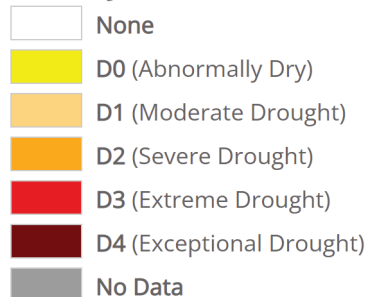 None
D0 (Abnormally Dry)
D1 (Moderate Drought)
D2 (Severe Drought)
D3 (Extreme Drought)
D4 (Exceptional Drought)
No Data